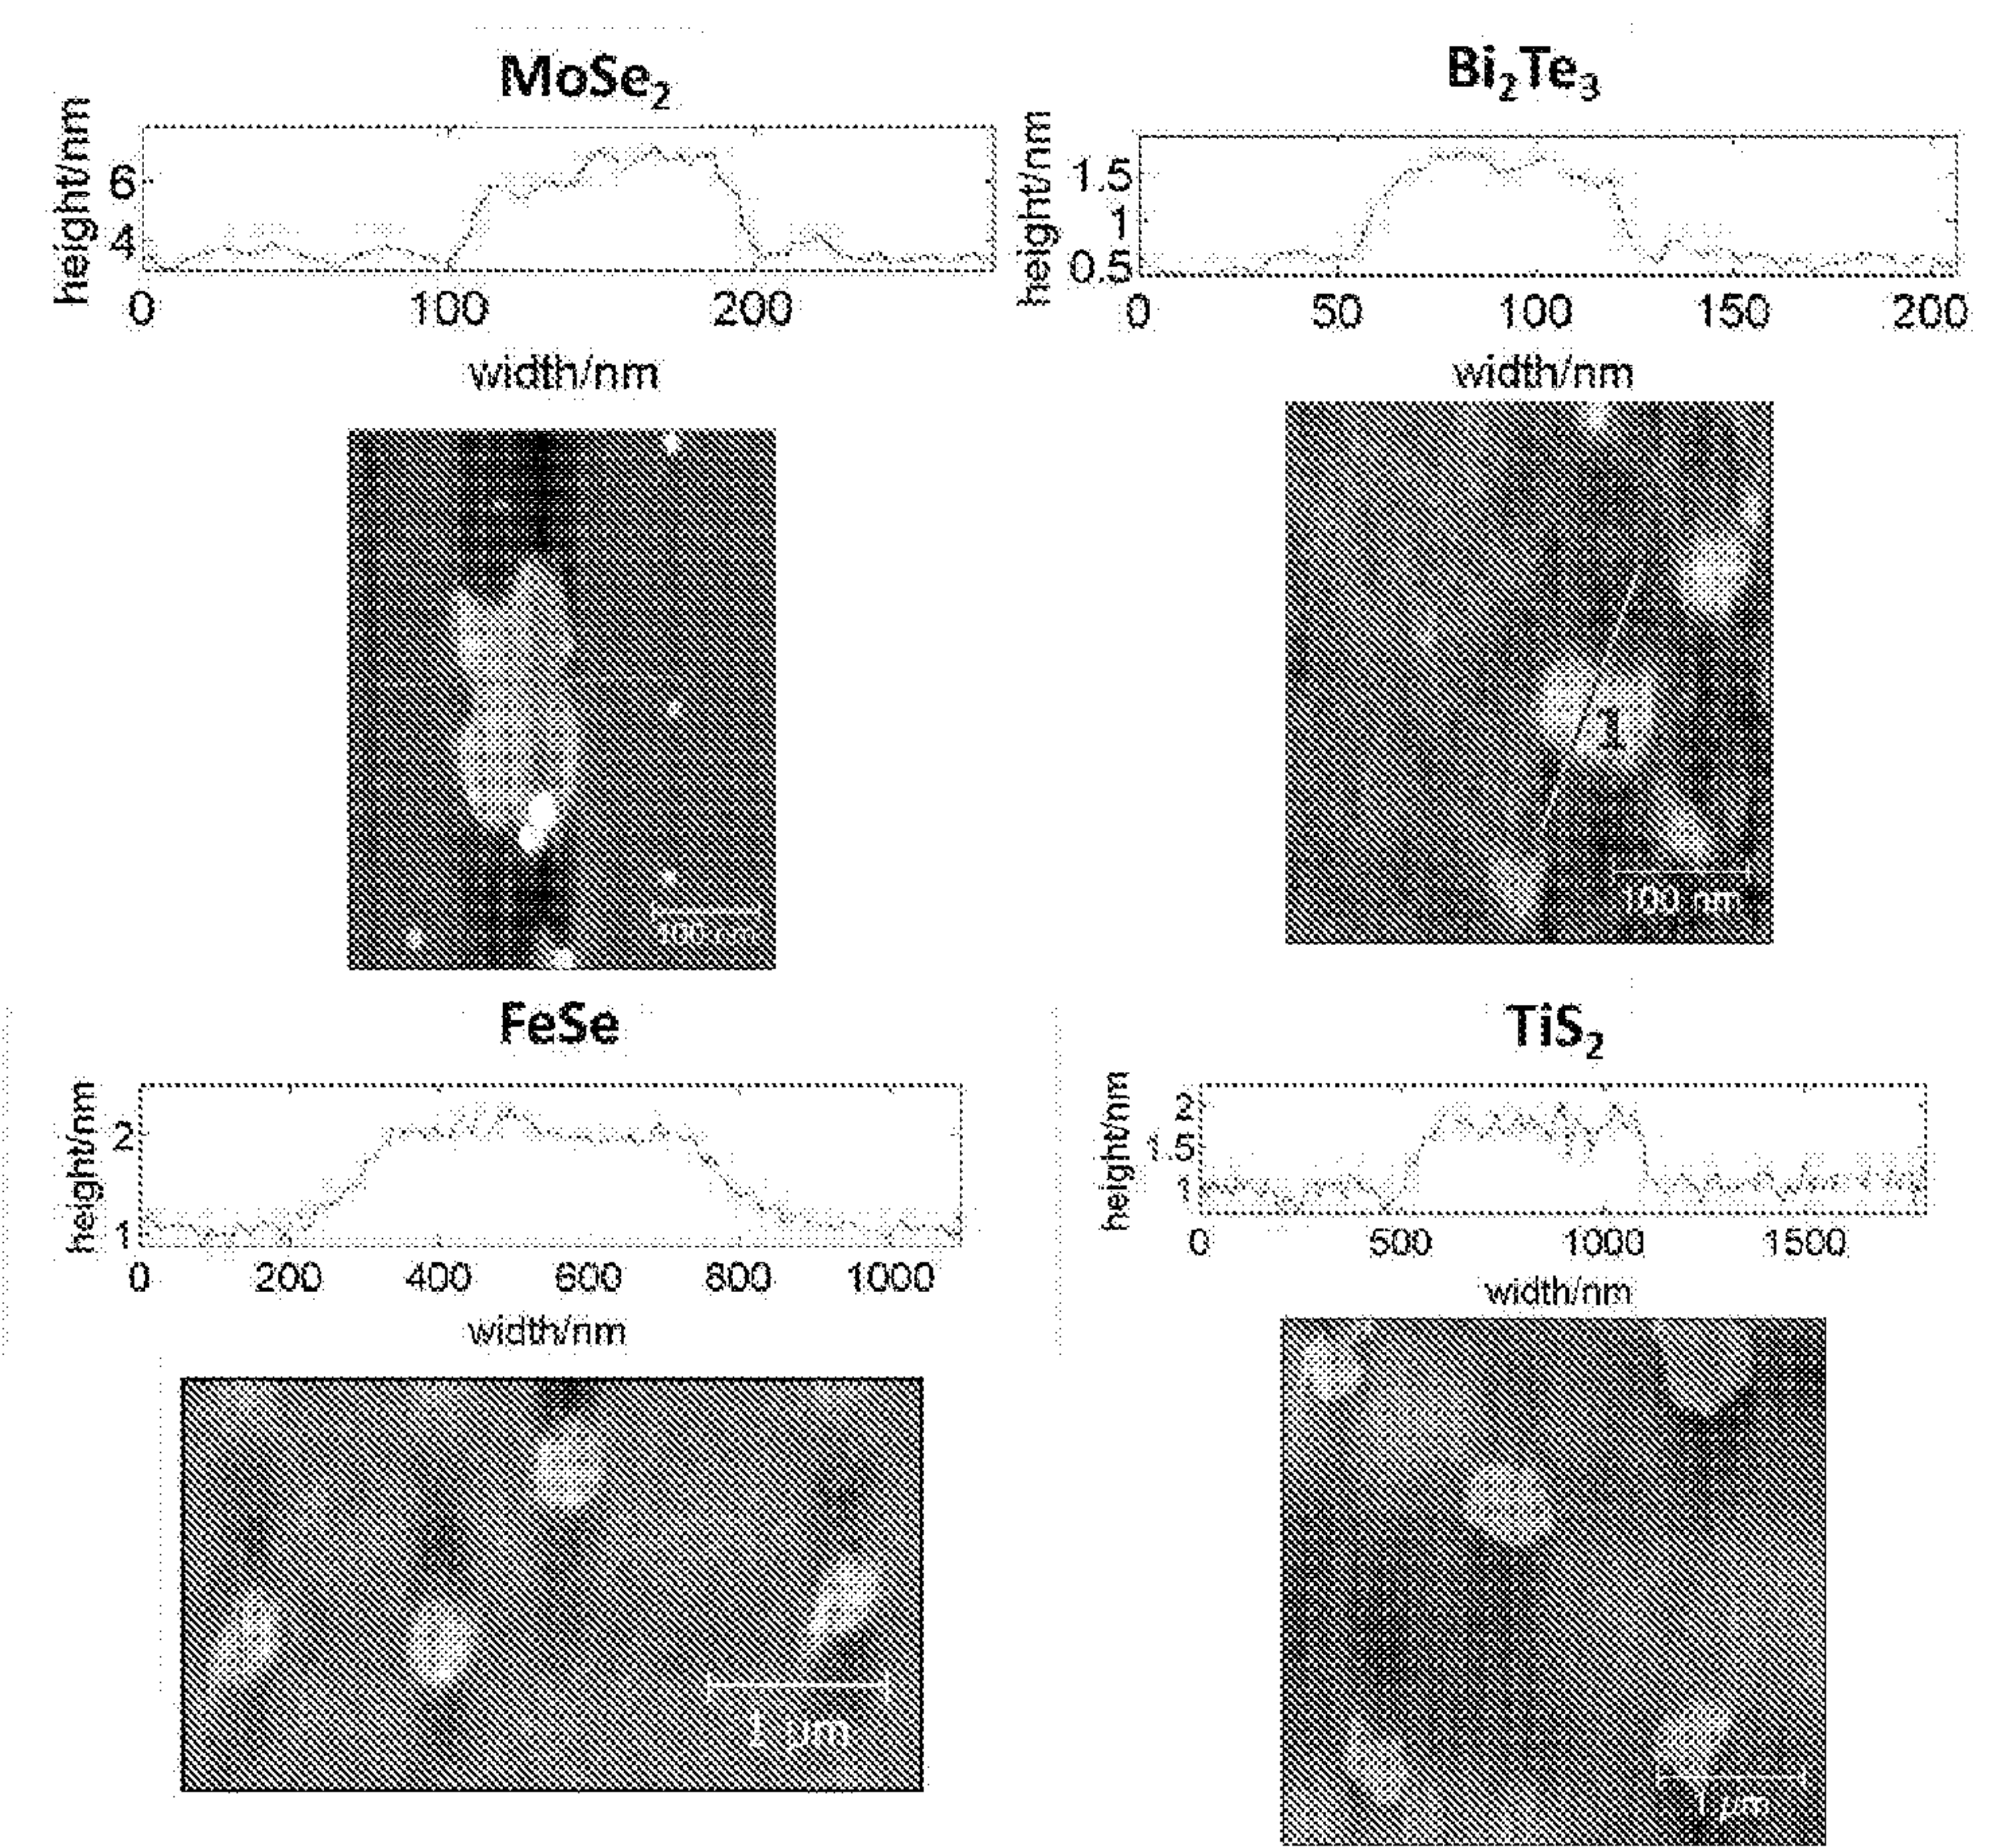 MoSe₂
height/nm
6
4
0 100 200
width/nm
100 nm
Bi₂Te₃
height/nm
1.5
1
0.5
0 50 100 150 200
width/nm
1
100 nm
FeSe
height/nm
2
1
0 200 400 600 800 1000
width/nm
1 µm
TiS₂
height/nm
2
1.5
1
0 500 1000 1500
width/nm
1 µm